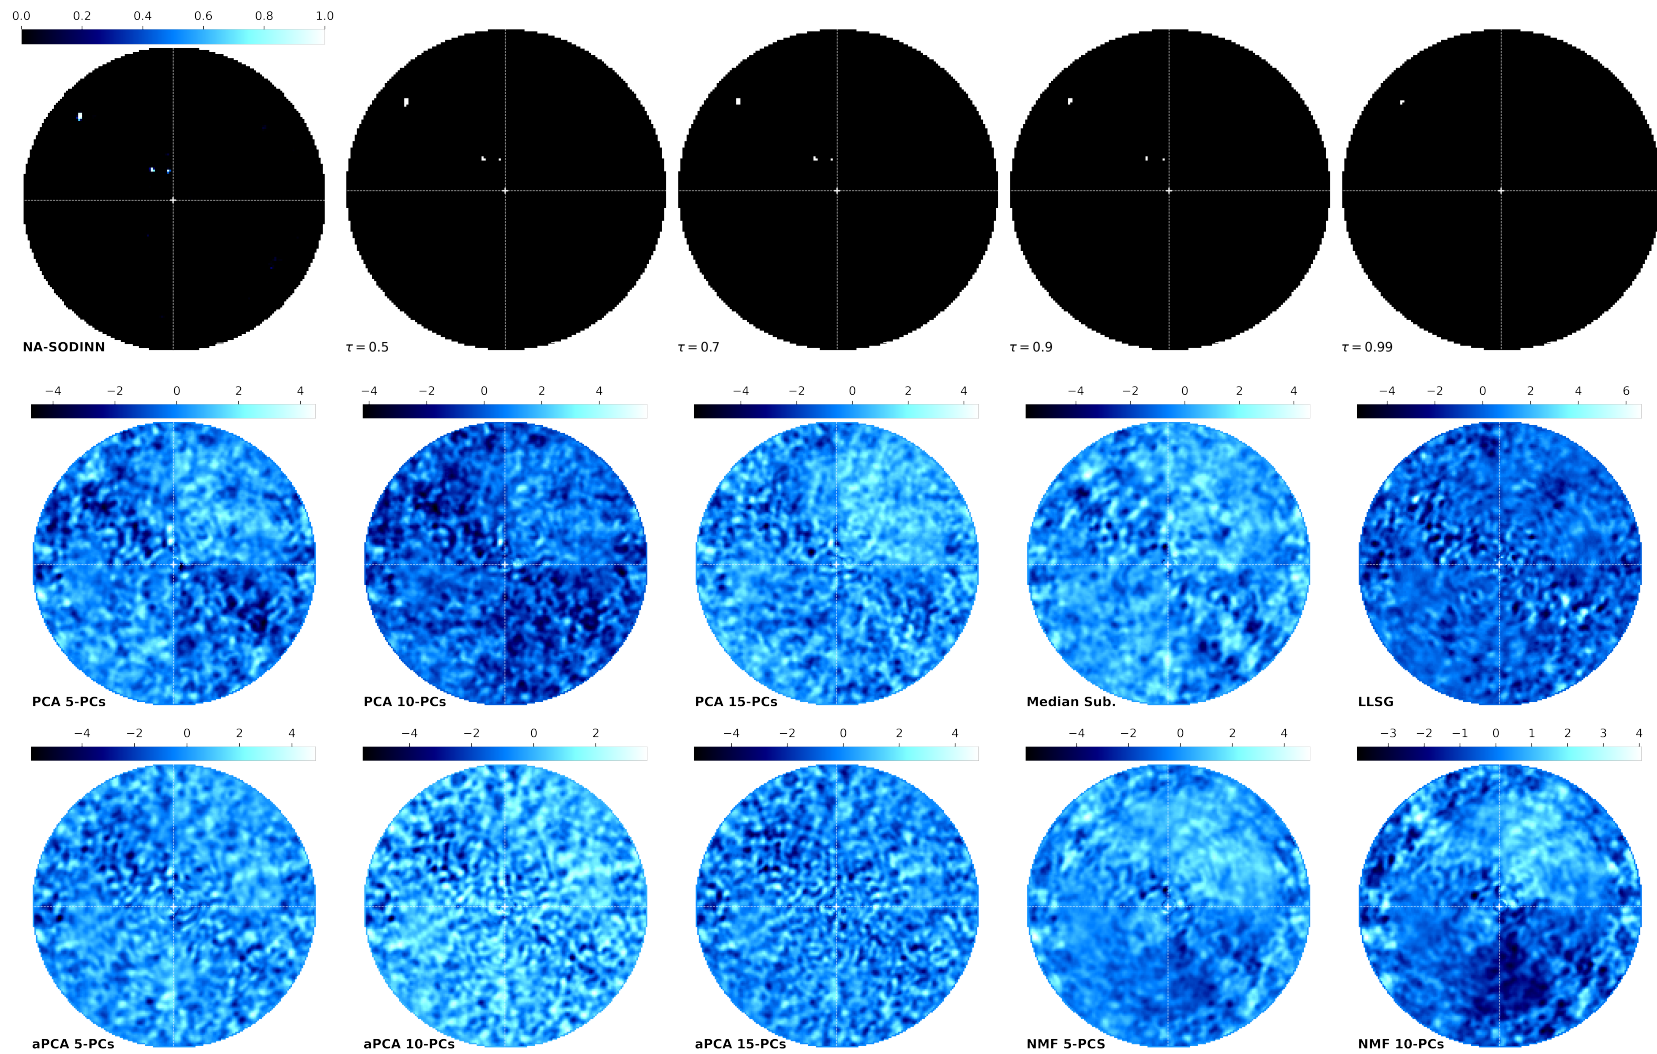 0.0 0.2 0.4 0.6 0.8 1.0
NA-SODINN τ = 0.5 τ = 0.7 τ = 0.9 τ = 0.99
−4 −2 0 2 4 −4 −2 0 2 4 −4 −2 0 2 4 −4 −2 0 2 4 −4 −2 0 2 4 6
PCA 5-PCs PCA 10-PCs PCA 15-PCs Median Sub. LLSG
−4 −2 0 2 4 −4 −2 0 2 −4 −2 0 2 4 −4 −2 0 2 4 −3 −2 −1 0 1 2 3 4
aPCA 5-PCs aPCA 10-PCs aPCA 15-PCs NMF 5-PCS NMF 10-PCs